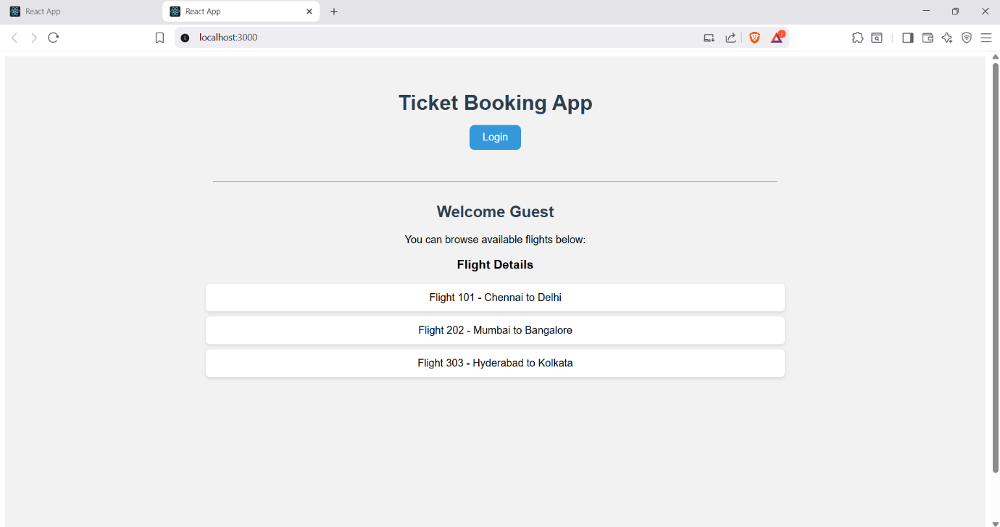 React App
React App
localhost:3000
1
Ticket Booking App
Login
Welcome Guest
You can browse available flights below:
Flight Details
Flight 101 - Chennai to Delhi
Flight 202 - Mumbai to Bangalore
Flight 303 - Hyderabad to Kolkata